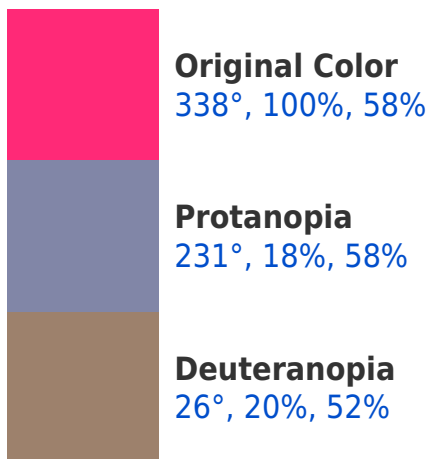 Original Color
338°, 100%, 58%
Protanopia
231°, 18%, 58%
Deuteranopia
26°, 20%, 52%